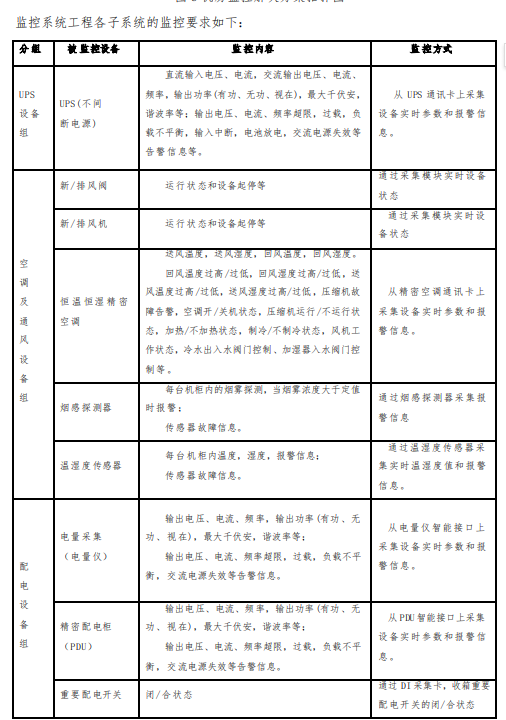 监控系统工程各子系统的监控要求如下：
分组 被监控设备 监控内容 监控方式
UPS
设备
组
UPS(不间
断电源)
直流输入电压、电流，交流输出电压、电流、
频率，输出功率(有功、无功、视在)，最大千伏安，
谐波率等；输出电压、电流、频率超限，过载，负
载不平衡，输入中断，电池放电，交流电源失效等
告警信息等。
从 UPS 通讯卡上采集
设备实时参数和报警信
息。
空
调
及
通
风
设
备
组
新/排风阀
运行状态和设备起停等
通过采集模块实时设备
状态
新/排风机
运行状态和设备起停等
通过采集模块实时设
备状态
恒温恒湿精密
空调
送风温度，送风湿度，回风温度，回风湿度。
回风温度过高/过低，回风湿度过高/过低，送
风温度过高/过低，送风湿度过高/过低，压缩机故
障告警，空调开/关机状态，压缩机运行/不运行状
态，加热/不加热状态，制冷/不制冷状态，风机工
作状态，冷水出入水阀门控制、加湿器入水阀门控
制等。
从精密空调通讯卡上
采集设备实时参数和报
警信息。
烟感探测器
每台机柜内的烟雾探测，当烟雾浓度大于定值
时报警；
传感器故障信息。
通过烟感探测器采集报
警信息
温湿度传感器
每台机柜内温度，湿度，报警信息；
传感器故障信息。
通过温湿度传感器采
集实时温湿度值和报警
信息。
配
电
设
备
组
电量采集
（电量仪）
输出电压、电流、频率，输出功率(有功、无
功、视在)，最大千伏安，谐波率等；
输出电压、电流、频率超限，过载，负载不平
衡，交流电源失效等告警信息。
从电量仪智能接口上
采集设备实时参数和报
警信息。
精密配电柜
（PDU）
输出电压、电流、频率，输出功率(有功、无
功、视在)，最大千伏安，谐波率等；
输出电压、电流、频率超限，过载，负载不平
衡，交流电源失效等告警信息。
从PDU智能接口上采集
设备实时参数和报警信
息。
重要配电开关
闭/合状态
通过DI采集卡，收箱重要
配电开关的闭/合状态